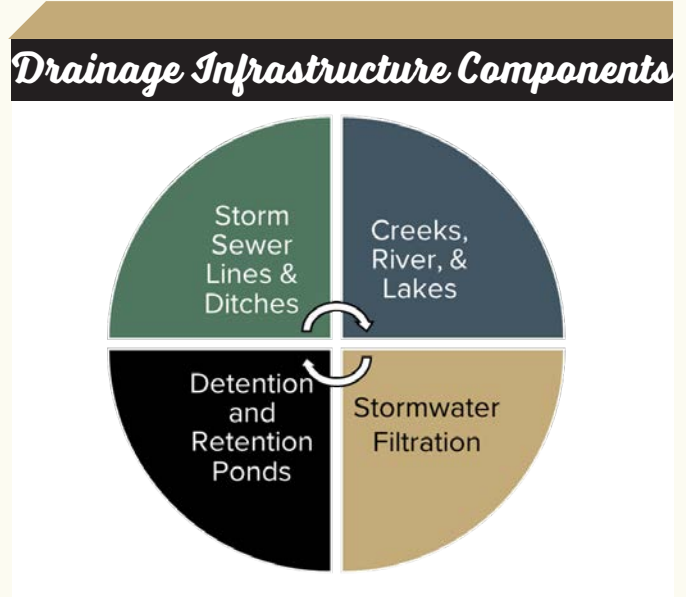 Drainage Infrastructure Components
Storm
Sewer
Lines &
Ditches
Creeks,
River, &
Lakes
Detention
and
Retention
Ponds
Stormwater
Filtration